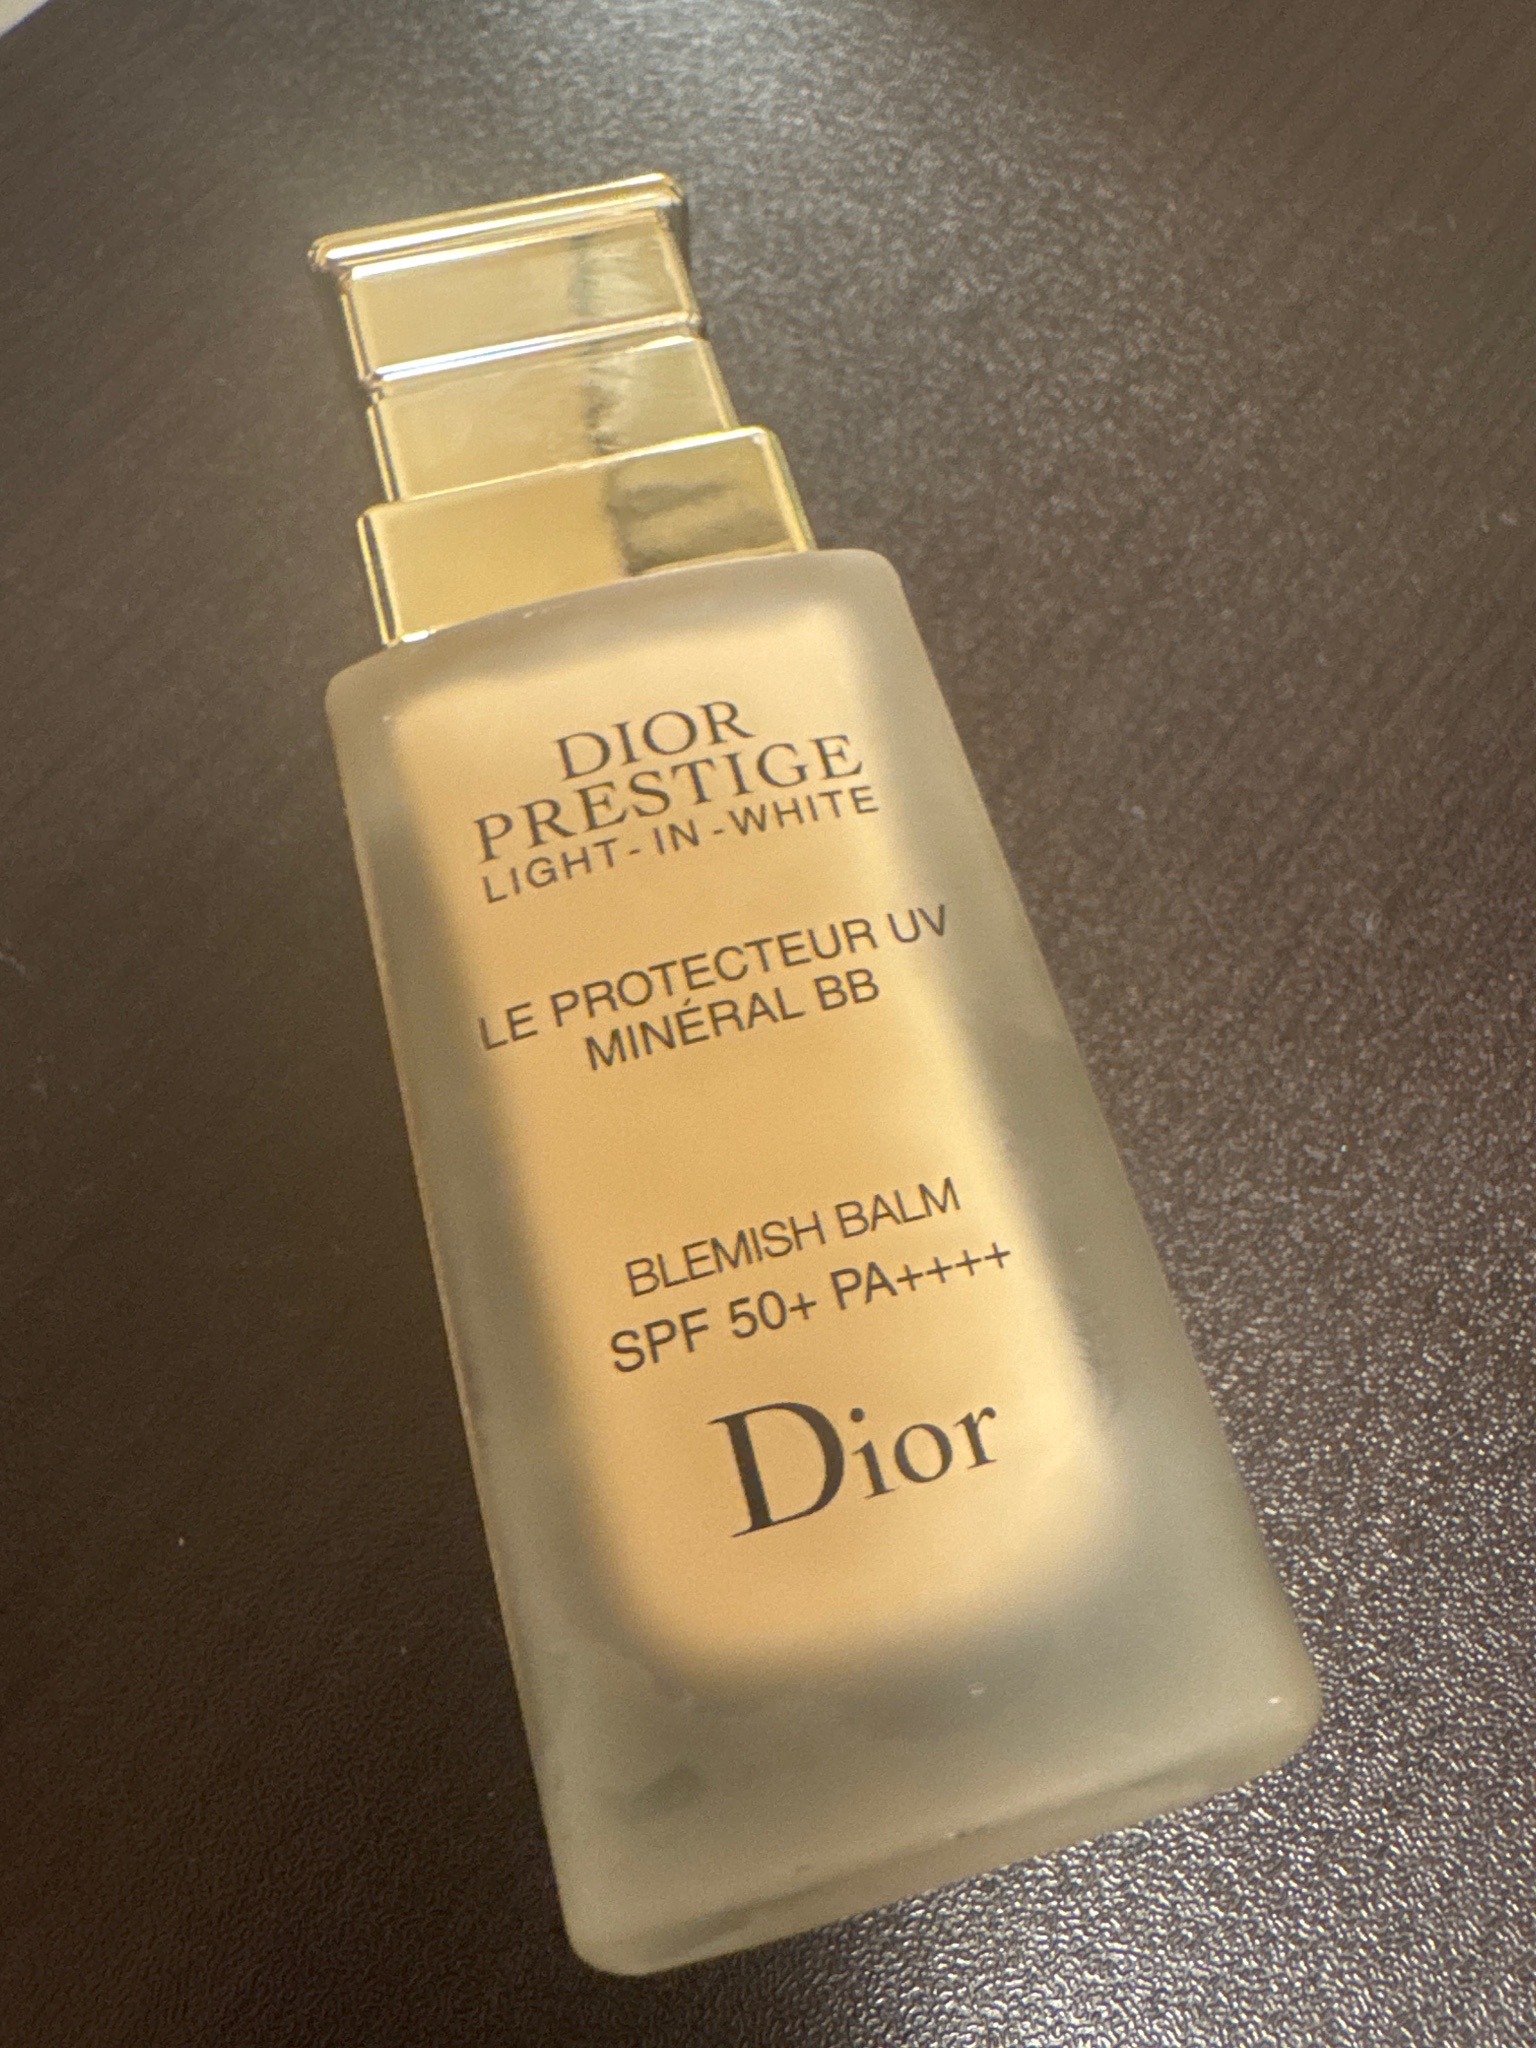 DIOR
PRESTIGE
LIGHT-IN-WHITE
LE PROTECTEUR UV
MINÉRAL BB
BLEMISH BALM
SPF 50+ PA++++
Dior